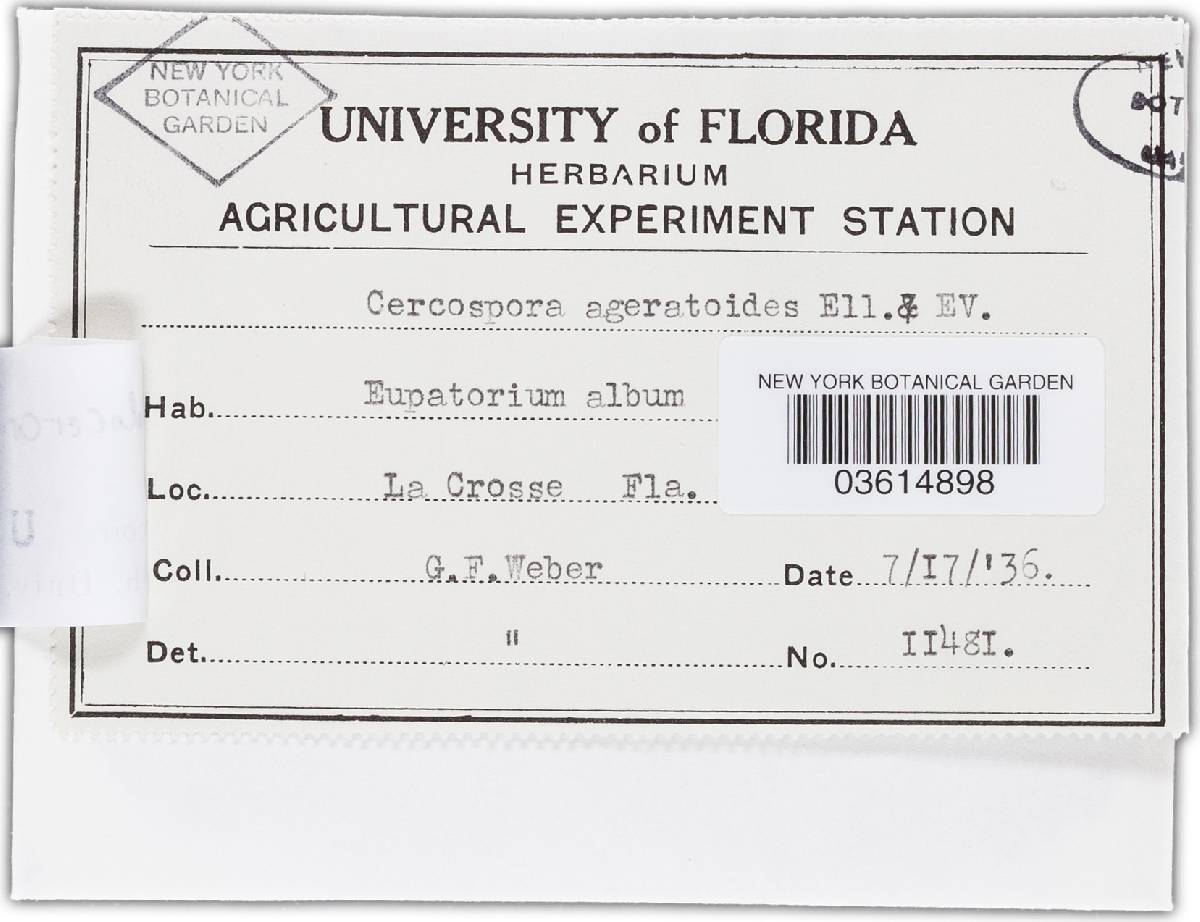 NEW YORK
BOTANICAL
GARDEN
UNIVERSITY of FLORIDA
HERBARIUM
AGRICULTURAL EXPERIMENT STATION
Cercospora ageratoides Ell.& EV.
Hab. Eupatorium album
NEW YORK BOTANICAL GARDEN
03614898
Loc. La Crosse Fla.
Coll. G.F.Weber Date 7/I7/'36.
Det. " No. II48I.